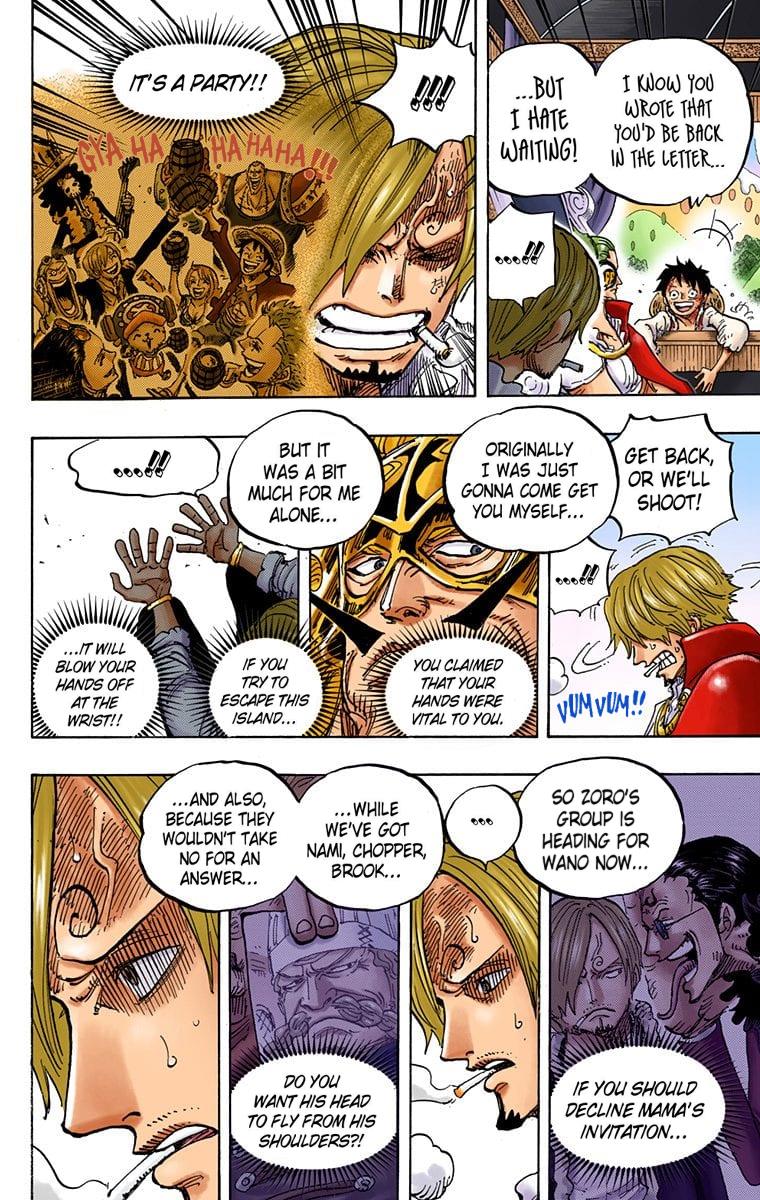 I KNOW YOU
WROTE THAT
YOU'D BE BACK
IN THE LETTER...
...BUT
I HATE
WAITING!
....!!
!!!
IT'S A PARTY!!
GYA HA HA HAHAHA!!!
GET BACK,
OR WE'LL
SHOOT!
....!!
VUM VUM!!
ORIGINALLY
I WAS JUST
GONNA COME GET
YOU MYSELF...
YOU CLAIMED
THAT YOUR
HANDS WERE
VITAL TO YOU.
BUT IT
WAS A BIT
MUCH FOR ME
ALONE...
....!!
IF YOU
TRY TO
ESCAPE THIS
ISLAND...
...IT WILL
BLOW YOUR
HANDS OFF
AT THE
WRIST!!
SO ZORO'S
GROUP IS
HEADING FOR
WANO NOW...
IF YOU SHOULD
DECLINE MAMA'S
INVITATION...
...
...WHILE
WE'VE GOT
NAMI, CHOPPER,
BROOK...
DO YOU
WANT HIS HEAD
TO FLY FROM HIS
SHOULDERS?!
...AND ALSO,
BECAUSE THEY
WOULDN'T TAKE
NO FOR AN
ANSWER...